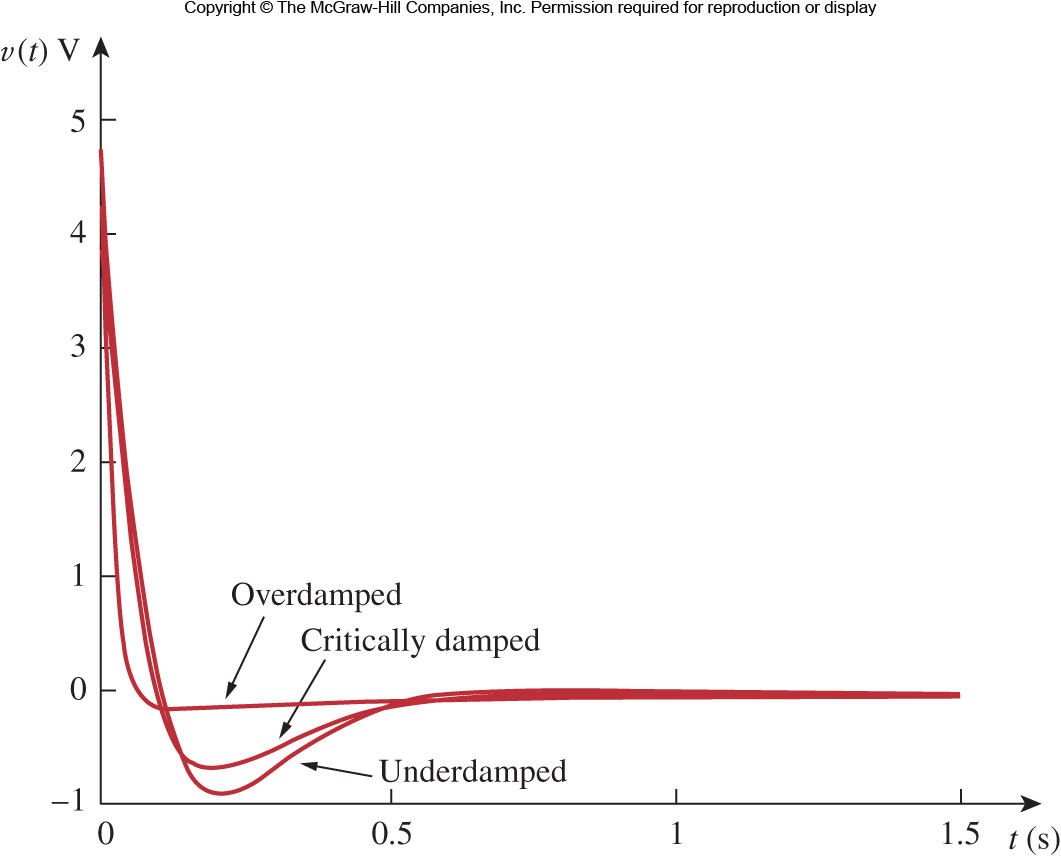 Copyright © The McGraw-Hill Companies, Inc. Permission required for reproduction or display
v(t) V
5
4
3
2
1
Overdamped
Critically damped
0
Underdamped
−1
0 0.5 1 1.5 t (s)